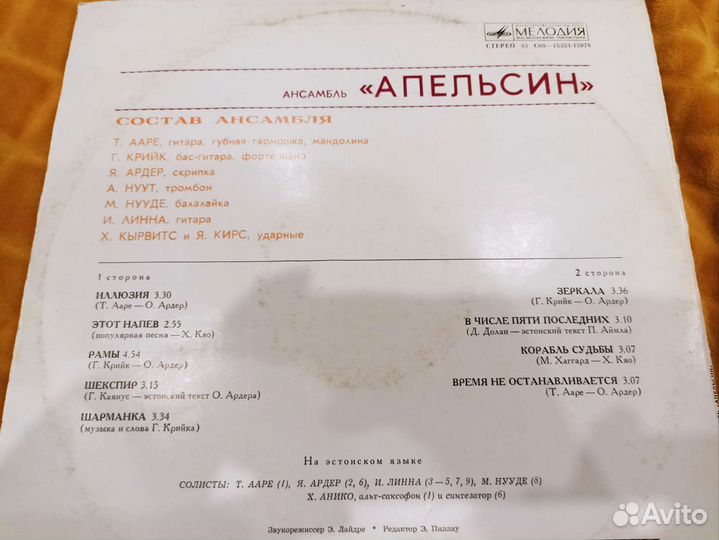 МЕЛОДИЯ
СТЕРЕО 33 С60—15353-15978
АНСАМБЛЬ «АПЕЛЬСИН»
СОСТАВ АНСАМБЛЯ
Т. ААРЕ, гитара, губная гармошка, мандолина
Г. КРИЙК, бас-гитара, фортепиано
Я. АРДЕР, скрипка
А. НУУТ, тромбон
М. НУУДЕ, балалайка
И. ЛИННА, гитара
Х. КЫРВИТС и Я. КИРС, ударные
1 сторона
ИЛЛЮЗИЯ 3.30
(Т. Ааре — О. Ардер)
ЭТОТ НАПЕВ 2.55
(популярная песня — Х. Кяо)
РАМЫ 4.54
(Г. Крийк — О. Ардер)
ШЕКСПИР 3.15
(Г. Каянус — эстонский текст О. Ардера)
ШАРМАНКА 3.34
(музыка и слова Г. Крийка)
2 сторона
ЗЕРКАЛА 3.36
(Г. Крийк — О. Ардер)
В ЧИСЛЕ ПЯТИ ПОСЛЕДНИХ 3.10
(Д. Долан — эстонский текст П. Аймла)
КОРАБЛЬ СУДЬБЫ 3.07
(М. Хаггард — Х. Кяо)
ВРЕМЯ НЕ ОСТАНАВЛИВАЕТСЯ 3.07
(Т. Ааре — О. Ардер)
На эстонском языке
СОЛИСТЫ: Т. ААРЕ (1), Я. АРДЕР (2, 6), И. ЛИННА (3—5, 7, 9), М. НУУДЕ (8)
Х. АНИКО, альт-саксофон (1) и синтезатор (6)
Звукорежиссер Э. Лайдре * Редактор Э. Пиллау
Avito